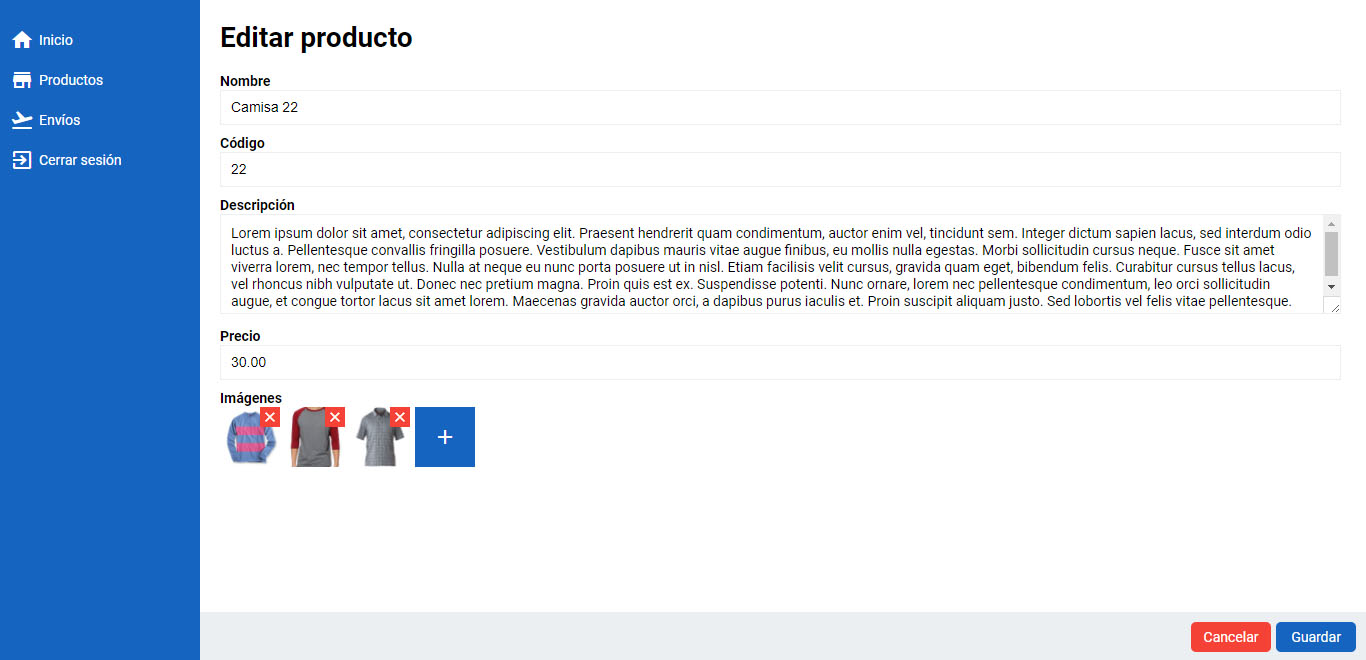 Inicio
Productos
Envíos
Cerrar sesión
Editar producto
Nombre
Camisa 22
Código
22
Descripción
Lorem ipsum dolor sit amet, consectetur adipiscing elit. Praesent hendrerit quam condimentum, auctor enim vel, tincidunt sem. Integer dictum sapien lacus, sed interdum odio
luctus a. Pellentesque convallis fringilla posuere. Vestibulum dapibus mauris vitae augue finibus, eu mollis nulla egestas. Morbi sollicitudin cursus neque. Fusce sit amet
viverra lorem, nec tempor tellus. Nulla at neque eu nunc porta posuere ut in nisl. Etiam facilisis velit cursus, gravida quam eget, bibendum felis. Curabitur cursus tellus lacus,
vel rhoncus nibh vulputate ut. Donec nec pretium magna. Proin quis est ex. Suspendisse potenti. Nunc ornare, lorem nec pellentesque condimentum, leo orci sollicitudin
augue, et congue tortor lacus sit amet lorem. Maecenas gravida auctor orci, a dapibus purus iaculis et. Proin suscipit aliquam justo. Sed lobortis vel felis vitae pellentesque.
Precio
30.00
Imágenes
Cancelar
Guardar